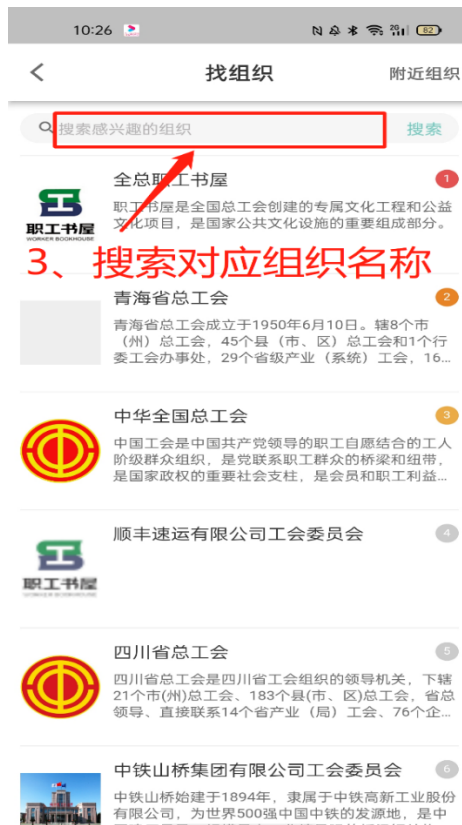 10:26
2G
82
找组织
附近组织
搜索感兴趣的组织
搜索
全总职工书屋
1
职工书屋是全国总工会创建的专属文化工程和公益
文化项目，是国家公共文化设施的重要组成部分。
职工书屋
WORKER BOOKHOUSE
3、搜索对应组织名称
青海省总工会
2
青海省总工会成立于1950年6月10日。辖8个市
（州）总工会，45个县（市、区）总工会和1个行
委工会办事处，29个省级产业（系统）工会，16...
中华全国总工会
3
中国工会是中国共产党领导的职工自愿结合的工人
阶级群众组织，是党联系职工群众的桥梁和纽带，
是国家政权的重要社会支柱，是会员和职工利益...
顺丰速运有限公司工会委员会
4
职工书屋
WORKER BOOKHOUSE
四川省总工会
5
四川省总工会是四川省工会组织的领导机关，下辖
21个市(州)总工会、183个县(市、区)总工会，省总
领导、直接联系14个省产业（局）工会、76个企...
中铁山桥集团有限公司工会委员会
6
中铁山桥始建于1894年，隶属于中铁高新工业股份
有限公司，为世界500强中国中铁的发源地，是中